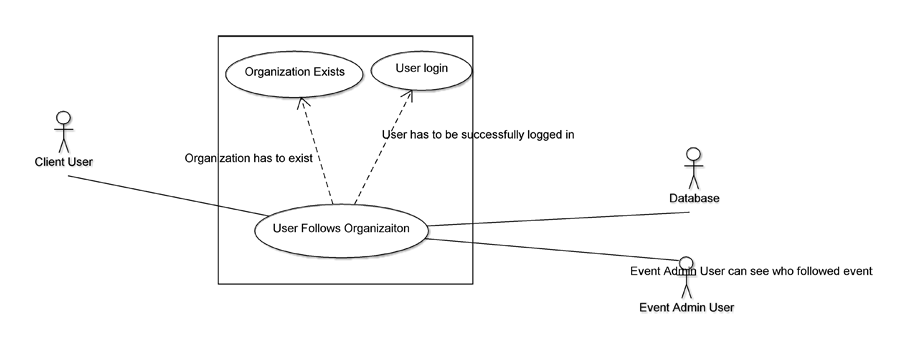 Organization Exists
User login
User has to be successfully logged in
Organization has to exist
Client User
Database
User Follows Organizaiton
Event Admin User can see who followed event
Event Admin User